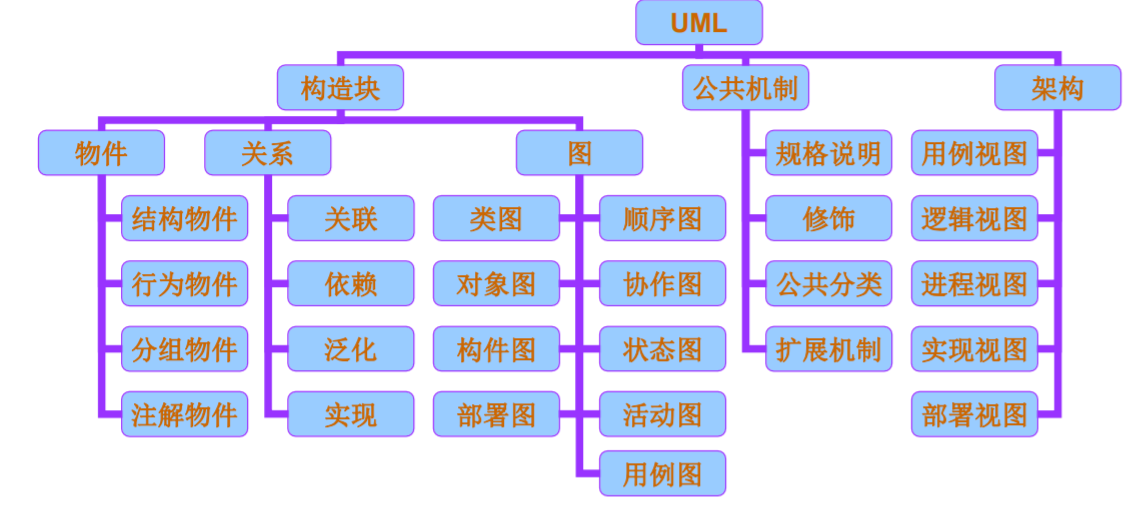 UML
构造块
公共机制
架构
物件
关系
图
规格说明
用例视图
结构物件
关联
类图
顺序图
修饰
逻辑视图
行为物件
依赖
对象图
协作图
公共分类
进程视图
分组物件
泛化
构件图
状态图
扩展机制
实现视图
注解物件
实现
部署图
活动图
部署视图
用例图